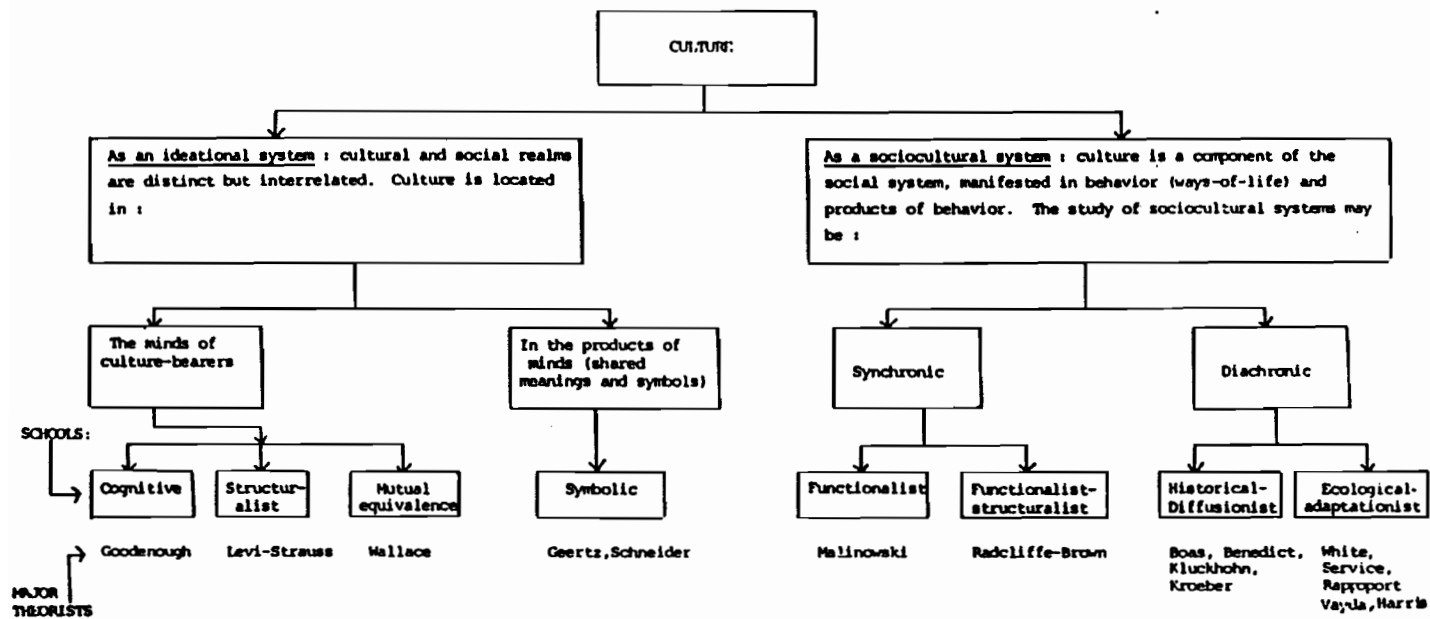 CULTURE
As an ideational system : cultural and social realms
are distinct but interrelated. Culture is located
in :
As a sociocultural system : culture is a component of the
social system, manifested in behavior (ways-of-life) and
products of behavior. The study of sociocultural systems may
be :
The minds of
culture-bearers
In the products of
minds (shared
meanings and symbols)
Synchronic
Diachronic
SCHOOLS:
Cognitive
Structur-
alist
Mutual
equivalence
Symbolic
Functionalist
Functionalist-
structuralist
Historical-
Diffusionist
Ecological-
adaptationist
Goodenough
Levi-Strauss
Wallace
Geertz,Schneider
Malinowski
Radcliffe-Brown
Boas, Benedict,
Kluckhohn,
Kroeber
White,
Service,
Rappoport
Vayda,Harris
MAJOR
THEORISTS